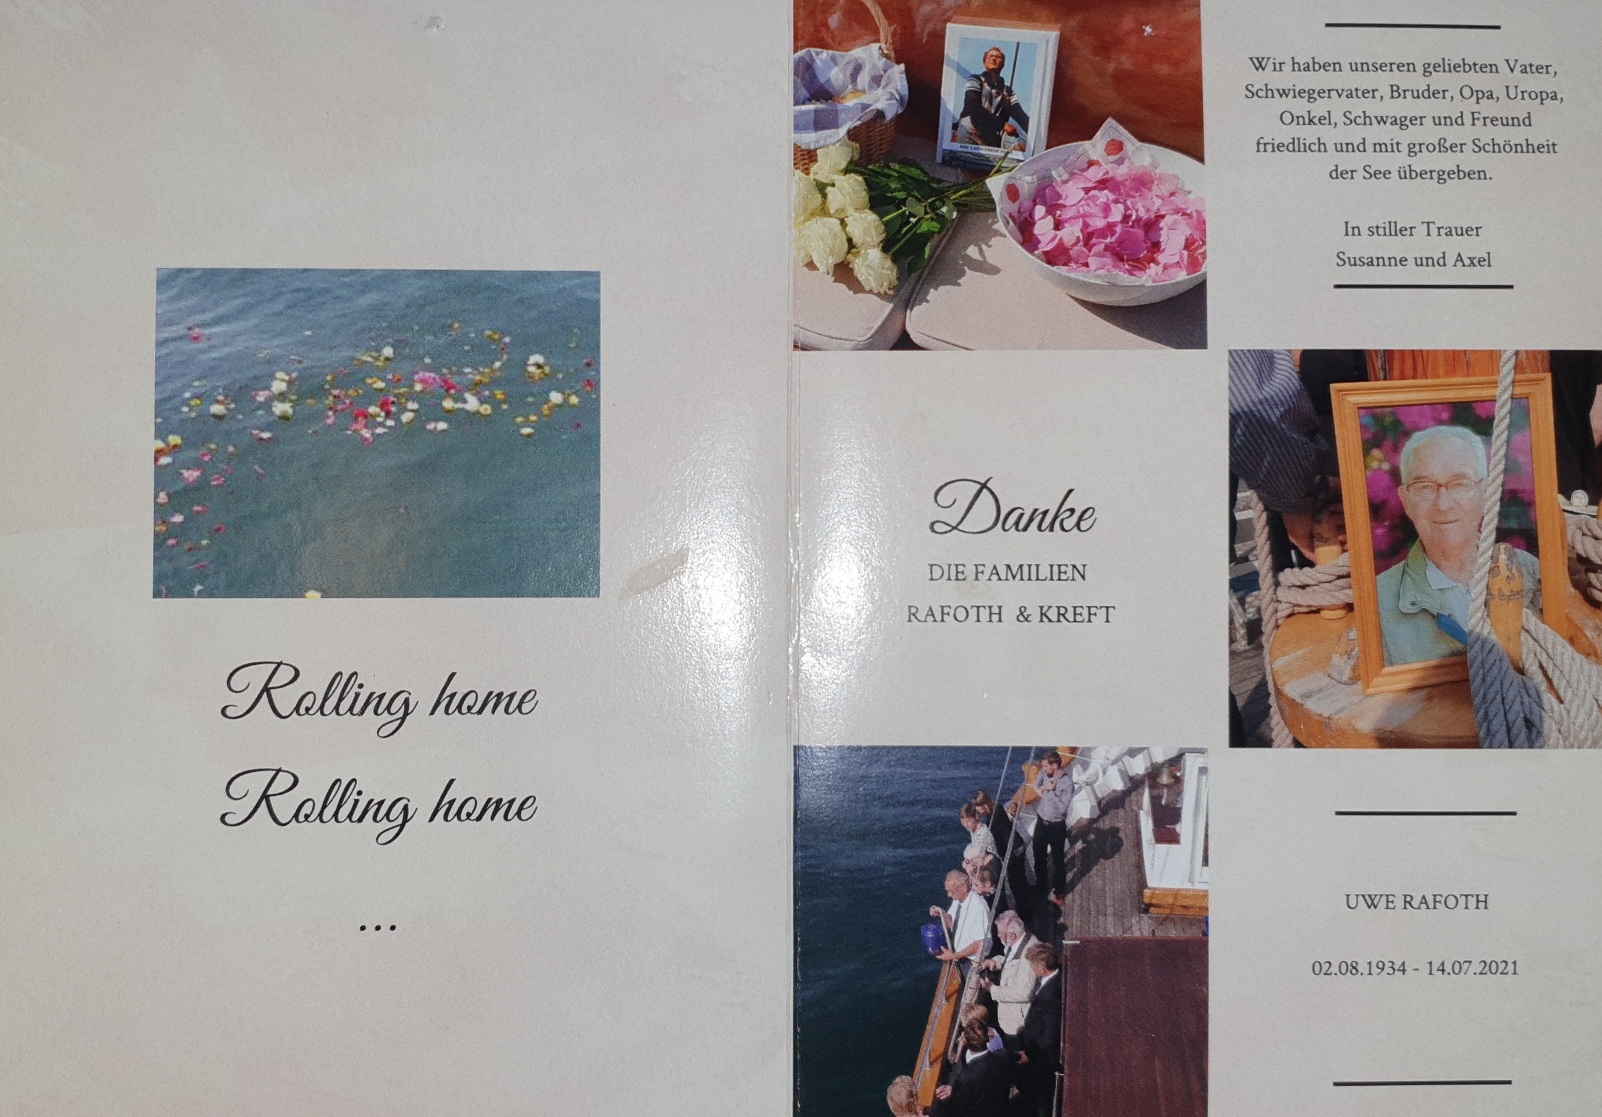 Rolling home
Rolling home
...
Wir haben unseren geliebten Vater,
Schwiegervater, Bruder, Opa, Uropa,
Onkel, Schwager und Freund
friedlich und mit großer Schönheit
der See übergeben.
In stiller Trauer
Susanne und Axel
Danke
DIE FAMILIEN
RAFOTH & KREFT
UWE RAFOTH
02.08.1934 - 14.07.2021